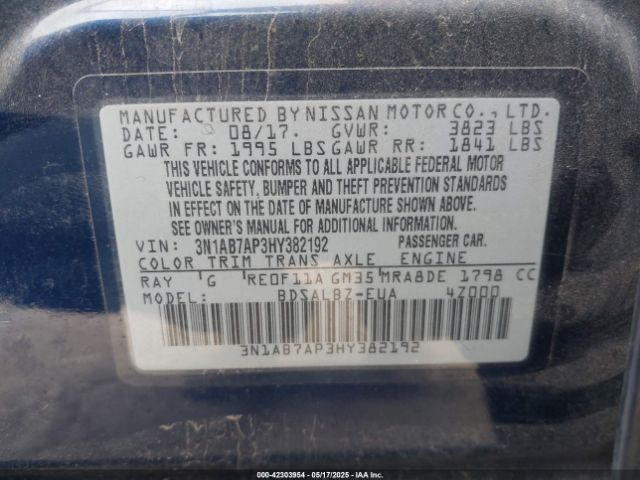 MANUFACTURED BY NISSAN MOTOR CO., LTD.
DATE: 08/17. GVWR: 3823 LBS
GAWR FR: 1995 LBS GAWR RR: 1841 LBS
THIS VEHICLE CONFORMS TO ALL APPLICABLE FEDERAL MOTOR
VEHICLE SAFETY, BUMPER AND THEFT PREVENTION STANDARDS
IN EFFECT ON THE DATE OF MANUFACTURE SHOWN ABOVE.
SEE OWNER'S MANUAL FOR ADDITIONAL INFORMATION.
VIN: 3N1AB7AP3HY382192 PASSENGER CAR.
COLOR TRIM TRANS AXLE ENGINE
RAY G RE0F11A GM35 MRA8DE 1798 CC
MODEL: BDSALBZ-EUA 4Z000
3N1AB7AP3HY382192
© 2000 - 42303954 - 05/17/2025 - IAA Inc.